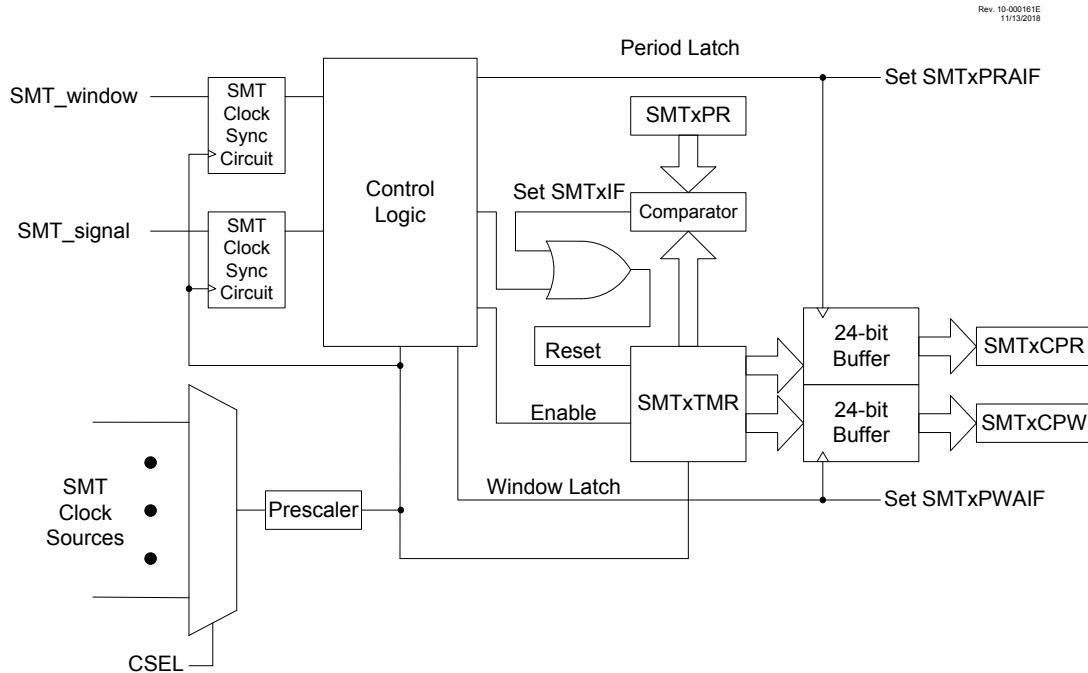 Rev. 10-000161E
11/13/2018
Period Latch
Set SMTxPRAIF
SMT_window
SMT
Clock
Sync
Circuit
SMTxPR
Control
Logic
Set SMTxIF
Comparator
SMT_signal
SMT
Clock
Sync
Circuit
Reset
24-bit
Buffer
SMTxCPR
SMTxTMR
Enable
24-bit
Buffer
SMTxCPW
Window Latch
Set SMTxPWAIF
SMT
Clock
Sources
Prescaler
CSEL